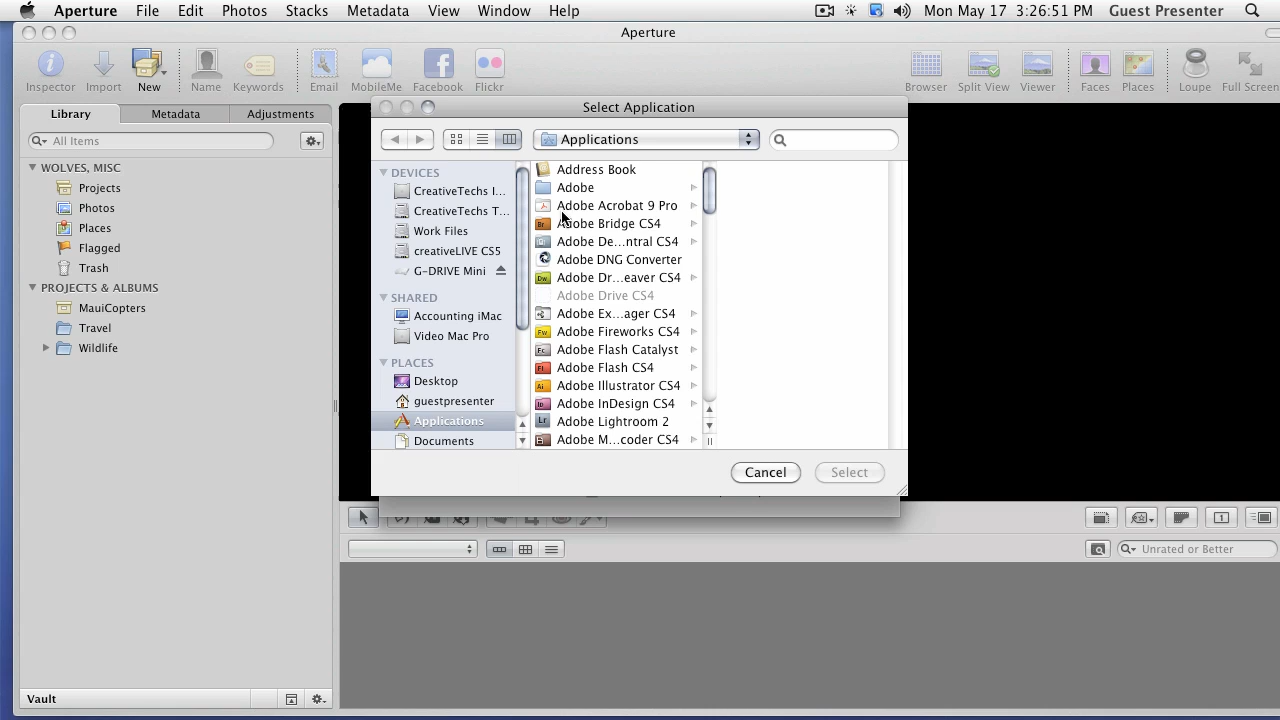 Aperture File Edit Photos Stacks Metadata View Window Help Mon May 17 3:26:51 PM Guest Presenter
Aperture
Inspector Import New Name Keywords Email MobileMe Facebook Flickr Browser Split View Viewer Faces Places Loupe Full Screen
Library Metadata Adjustments
All Items
WOLVES, MISC
Projects
Photos
Places
Flagged
Trash
PROJECTS & ALBUMS
MauiCopters
Travel
Wildlife
Vault
Select Application
Applications
DEVICES
CreativeTechs I...
CreativeTechs T...
Work Files
creativeLIVE CS5
G-DRIVE Mini
SHARED
Accounting iMac
Video Mac Pro
PLACES
Desktop
guestpresenter
Applications
Documents
Address Book
Adobe
Adobe Acrobat 9 Pro
Adobe Bridge CS4
Adobe De...ntral CS4
Adobe DNG Converter
Adobe Dr...eaver CS4
Adobe Drive CS4
Adobe Ex...ager CS4
Adobe Fireworks CS4
Adobe Flash Catalyst
Adobe Flash CS4
Adobe Illustrator CS4
Adobe InDesign CS4
Adobe Lightroom 2
Adobe M...coder CS4
Cancel Select
Unrated or Better